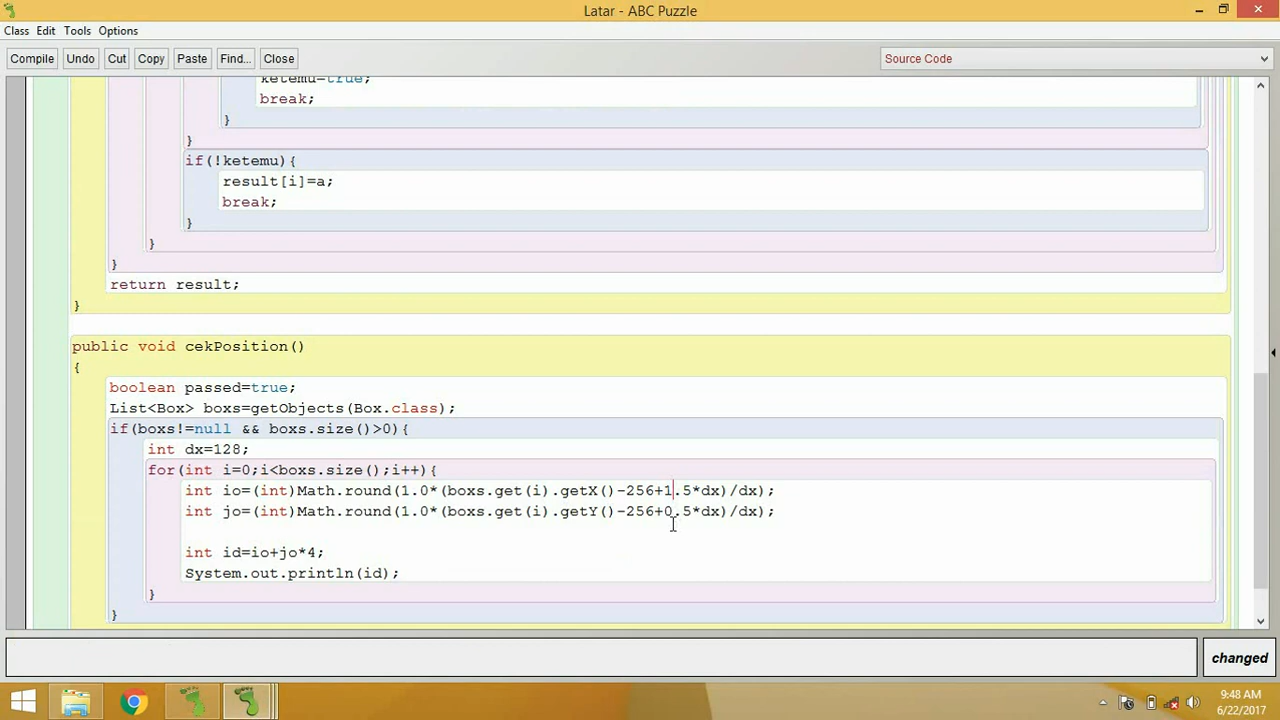 Latar - ABC Puzzle
Class Edit Tools Options
Compile Undo Cut Copy Paste Find... Close Source Code
ketemu=true;
break;
}
}
if(!ketemu){
result[i]=a;
break;
}
}
}
return result;
}
public void cekPosition()
{
boolean passed=true;
List<Box> boxs=getObjects(Box.class);
if(boxs!=null && boxs.size()>0){
int dx=128;
for(int i=0;i<boxs.size();i++){
int io=(int)Math.round(1.0*(boxs.get(i).getX()-256+1.5*dx)/dx);
int jo=(int)Math.round(1.0*(boxs.get(i).getY()-256+0.5*dx)/dx);
int id=io+jo*4;
System.out.println(id);
}
}
changed
9:48 AM
6/22/2017